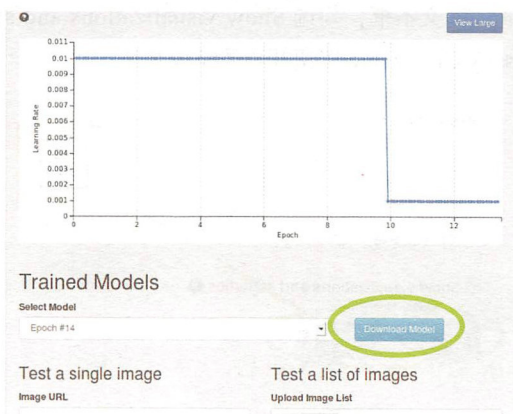 View Large
0.011
0.01
0.009
0.008
0.007
0.006
0.005
0.004
0.003
0.002
0.001
0
Learning Rate
0 2 4 6 8 10 12
Epoch
Trained Models
Select Model
Epoch #14
Download Model
Test a single image
Image URL
Test a list of images
Upload Image List